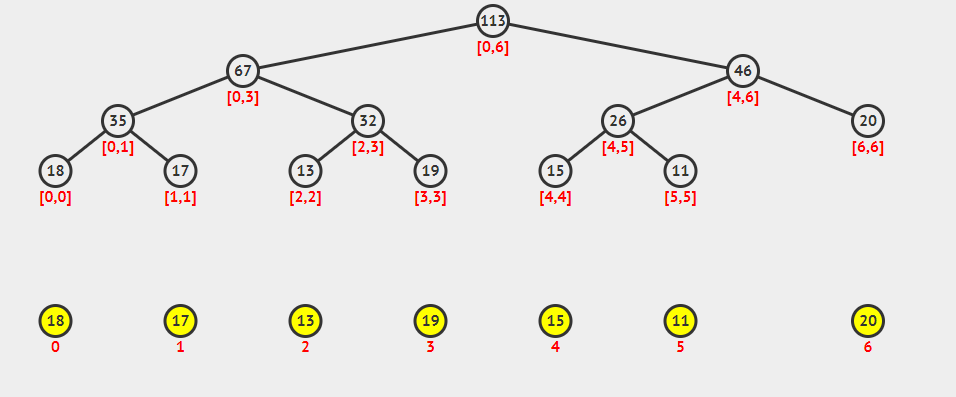 113
[0,6]
67 46
[0,3] [4,6]
35 32 26 20
[0,1] [2,3] [4,5] [6,6]
18 17 13 19 15 11
[0,0] [1,1] [2,2] [3,3] [4,4] [5,5]
18 17 13 19 15 11 20
0 1 2 3 4 5 6